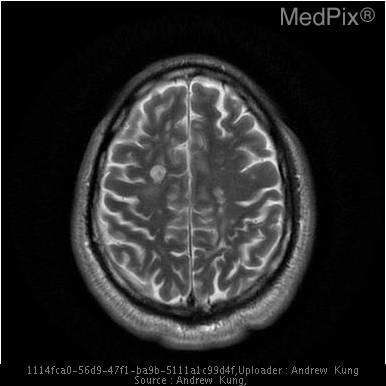 MedPix®
1114fca0-56d9-47f1-ba9b-5111a1c99d4f,Uploader : Andrew Kung
Source : Andrew Kung,